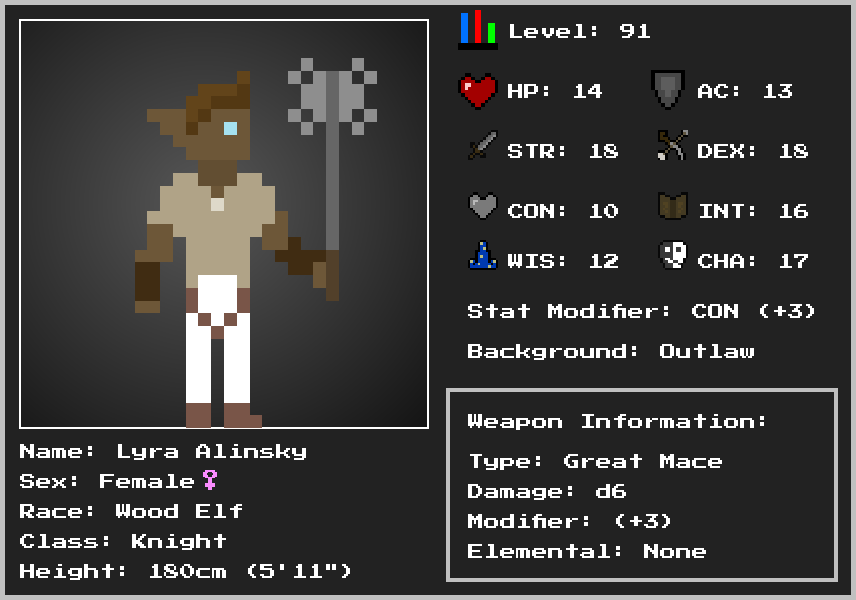 Level: 91
HP: 14
AC: 13
STR: 18
DEX: 18
CON: 10
INT: 16
WIS: 12
CHA: 17
Stat Modifier: CON (+3)
Background: Outlaw
Weapon Information:
Type: Great Mace
Damage: d6
Modifier: (+3)
Elemental: None
Name: Lyra Alinsky
Sex: Female♀
Race: Wood Elf
Class: Knight
Height: 180cm (5'11")